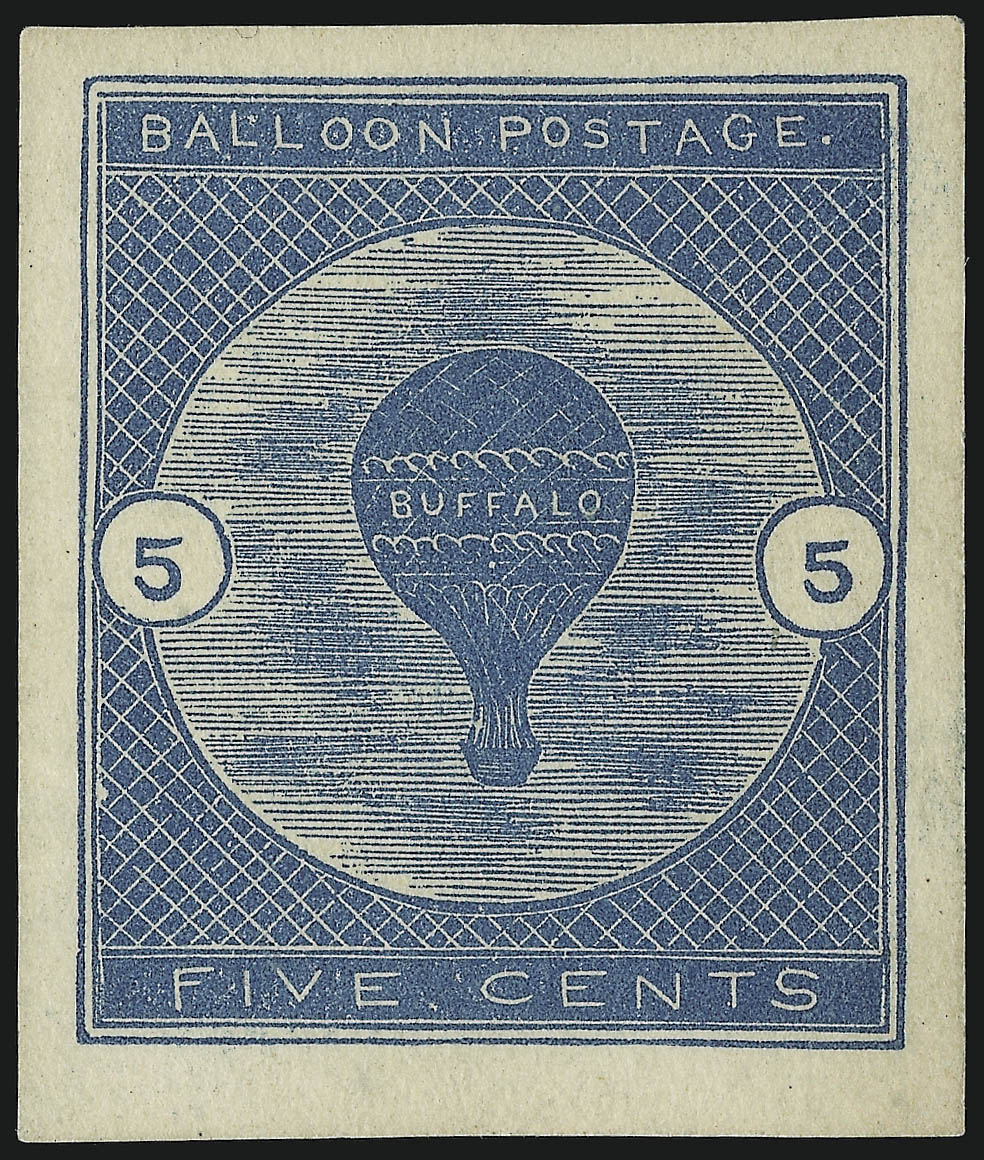 BALLOON POSTAGE.
BUFFALO
5 5
FIVE CENTS